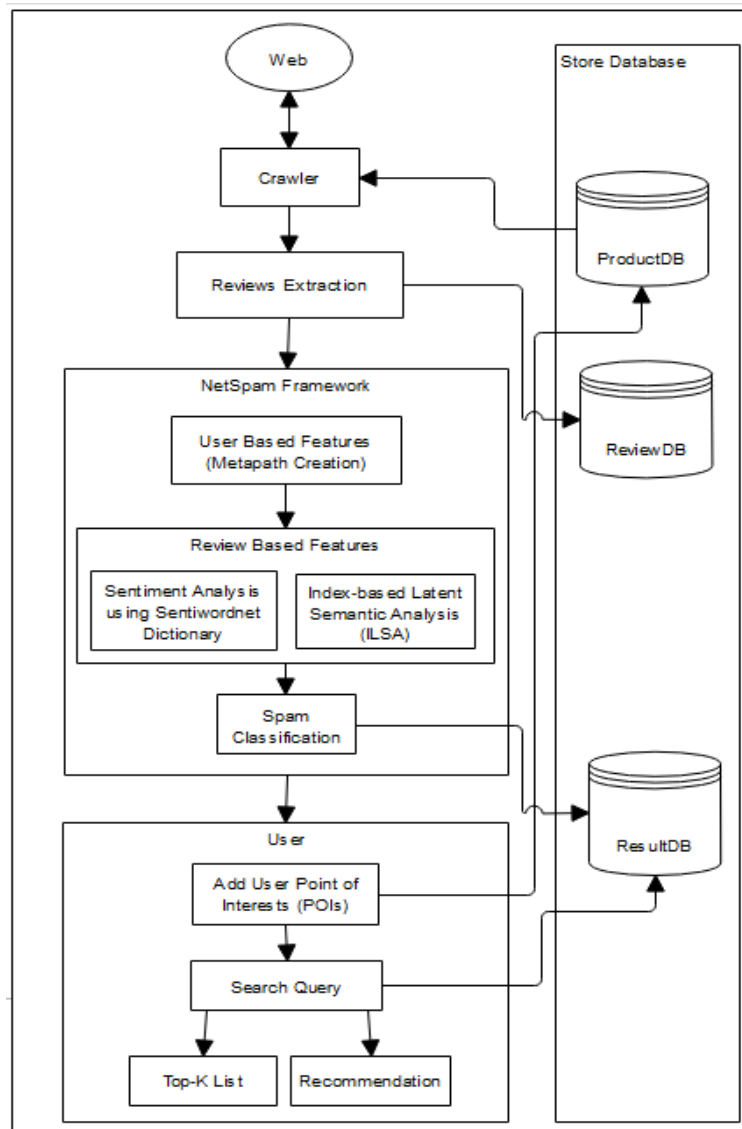 Web
Store Database
Crawler
ProductDB
Reviews Extraction
NetSpam Framework
ReviewDB
User Based Features
(Metapath Creation)
Review Based Features
Sentiment Analysis
using Sentiwordnet
Dictionary
Index-based Latent
Semantic Analysis
(ILSA)
Spam
Classification
ResultDB
User
Add User Point of
Interests (POIs)
Search Query
Top-K List
Recommendation